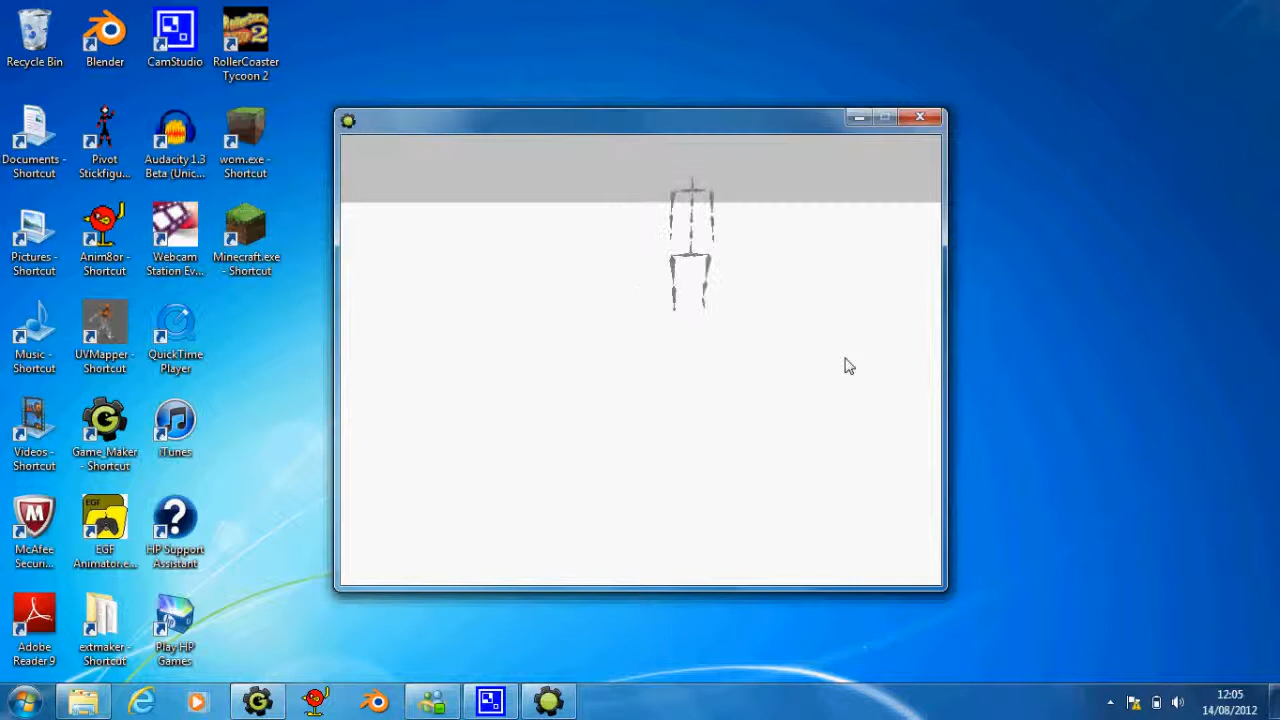 Recycle Bin
Blender
CamStudio
RollerCoaster
Tycoon 2
Documents -
Shortcut
Pivot
Stickfigu...
Audacity 1.3
Beta (Unic...
wom.exe -
Shortcut
Pictures -
Shortcut
Anim8or -
Shortcut
Webcam
Station Ev...
Minecraft.exe
- Shortcut
Music -
Shortcut
UVMapper -
Shortcut
QuickTime
Player
Videos -
Shortcut
Game_Maker
- Shortcut
iTunes
McAfee
Securi...
EGF
EGF
Animator.e...
HP Support
Assistant
Adobe
Reader 9
extmaker -
Shortcut
Play HP
Games
12:05
14/08/2012